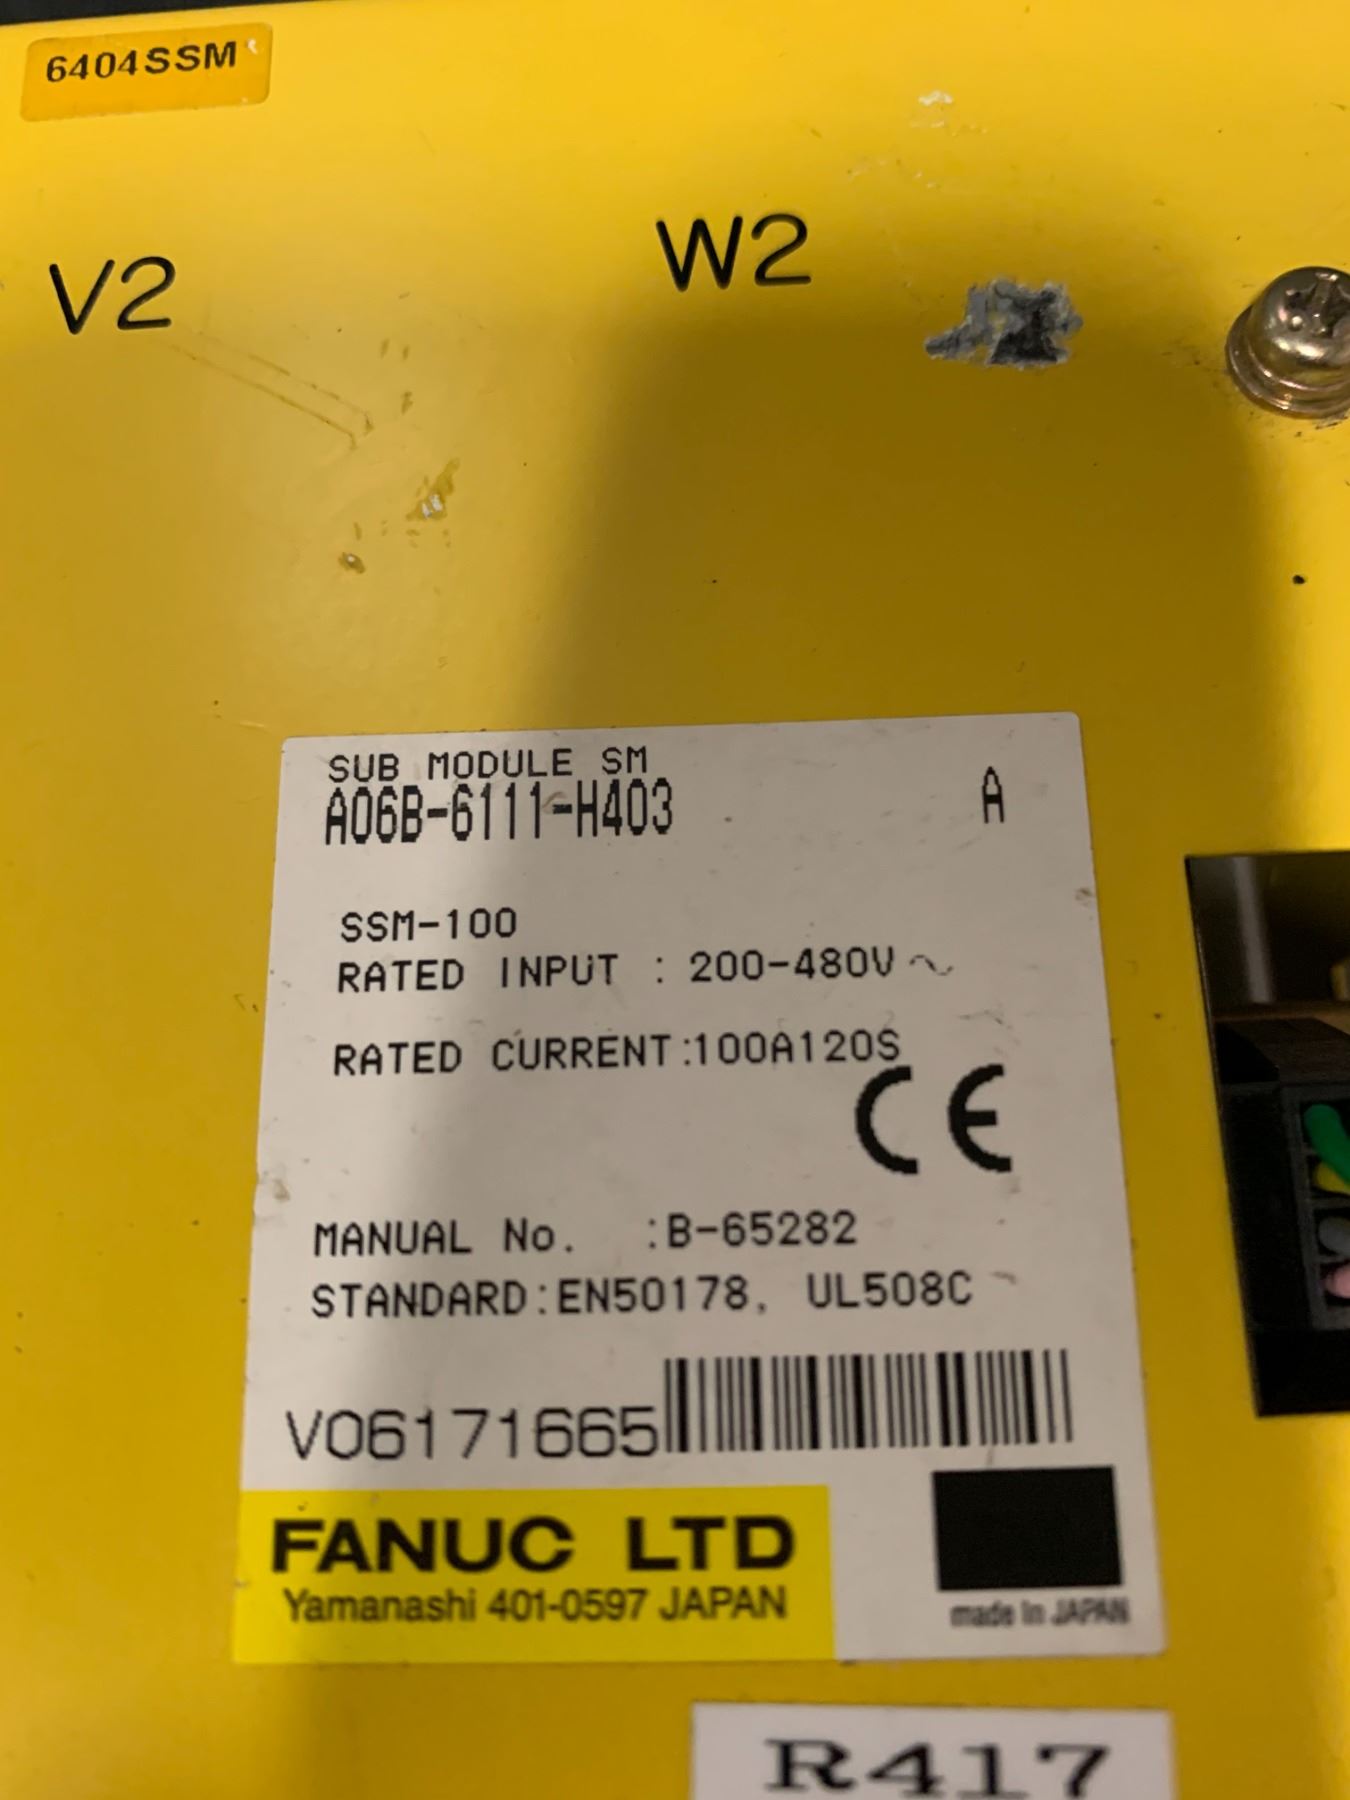 6404SSM
V2
W2
SUB MODULE SM
A06B-6111-H403
A
SSM-100
RATED INPUT : 200-480V ~
RATED CURRENT:100A120S
CE
MANUAL No. :B-65282
STANDARD:EN50178, UL508C
V06171665
FANUC LTD
Yamanashi 401-0597 JAPAN
made In JAPAN
R417